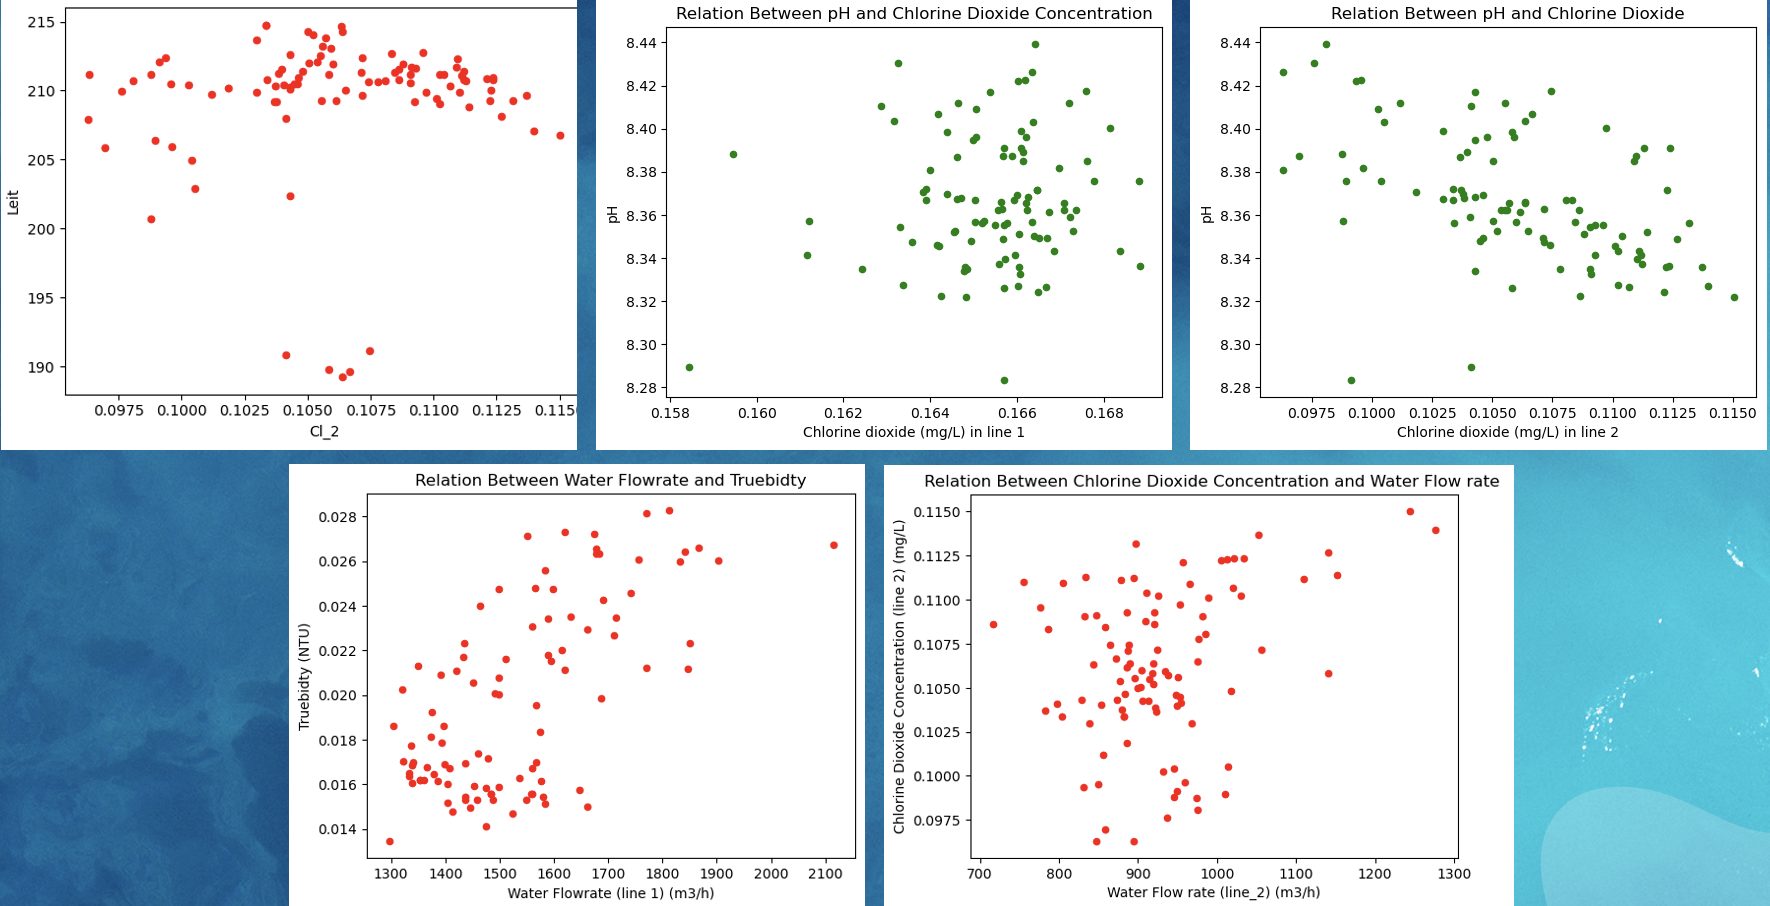 215
210
205
200
195
190
Leit
0.0975 0.1000 0.1025 0.1050 0.1075 0.1100 0.1125 0.115
Cl_2
Relation Between pH and Chlorine Dioxide Concentration
8.44
8.42
8.40
8.38
8.36
8.34
8.32
8.30
8.28
pH
0.158 0.160 0.162 0.164 0.166 0.168
Chlorine dioxide (mg/L) in line 1
Relation Between pH and Chlorine Dioxide
8.44
8.42
8.40
8.38
8.36
8.34
8.32
8.30
8.28
pH
0.0975 0.1000 0.1025 0.1050 0.1075 0.1100 0.1125 0.1150
Chlorine dioxide (mg/L) in line 2
Relation Between Water Flowrate and Truebidty
0.028
0.026
0.024
0.022
0.020
0.018
0.016
0.014
Truebidty (NTU)
1300 1400 1500 1600 1700 1800 1900 2000 2100
Water Flowrate (line 1) (m3/h)
Relation Between Chlorine Dioxide Concentration and Water Flow rate
0.1150
0.1125
0.1100
0.1075
0.1050
0.1025
0.1000
0.0975
Chlorine Dioxide Concentration (line 2) (mg/L)
700 800 900 1000 1100 1200 1300
Water Flow rate (line_2) (m3/h)